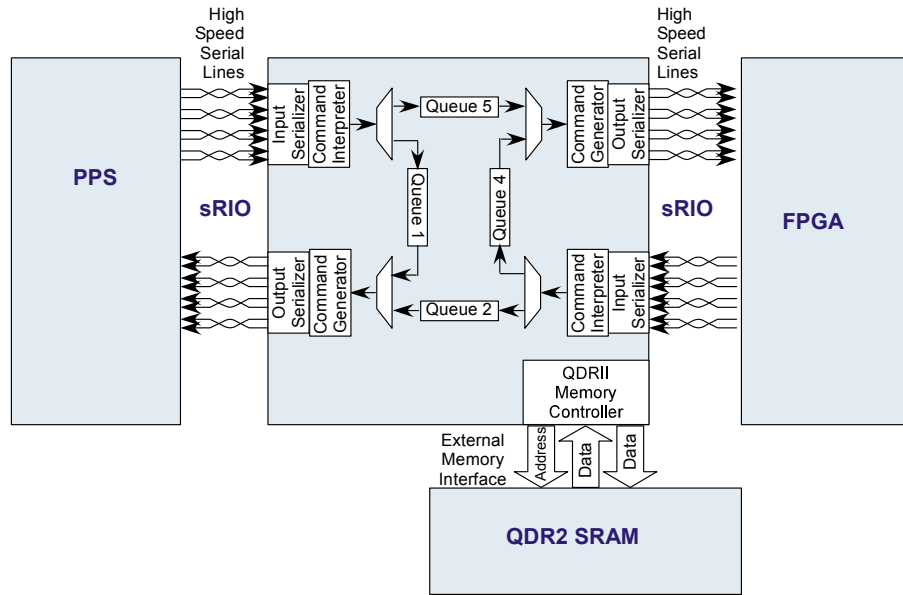 High
Speed
Serial
Lines
High
Speed
Serial
Lines
PPS
sRIO
Input
Serializer
Command
Interpreter
Queue 5
Command
Generator
Output
Serializer
sRIO
FPGA
Queue 1
Queue 4
Output
Serializer
Command
Generator
Queue 2
Command
Interpreter
Input
Serializer
QDRII
Memory
Controller
External
Memory
Interface
Address
Data
Data
QDR2 SRAM